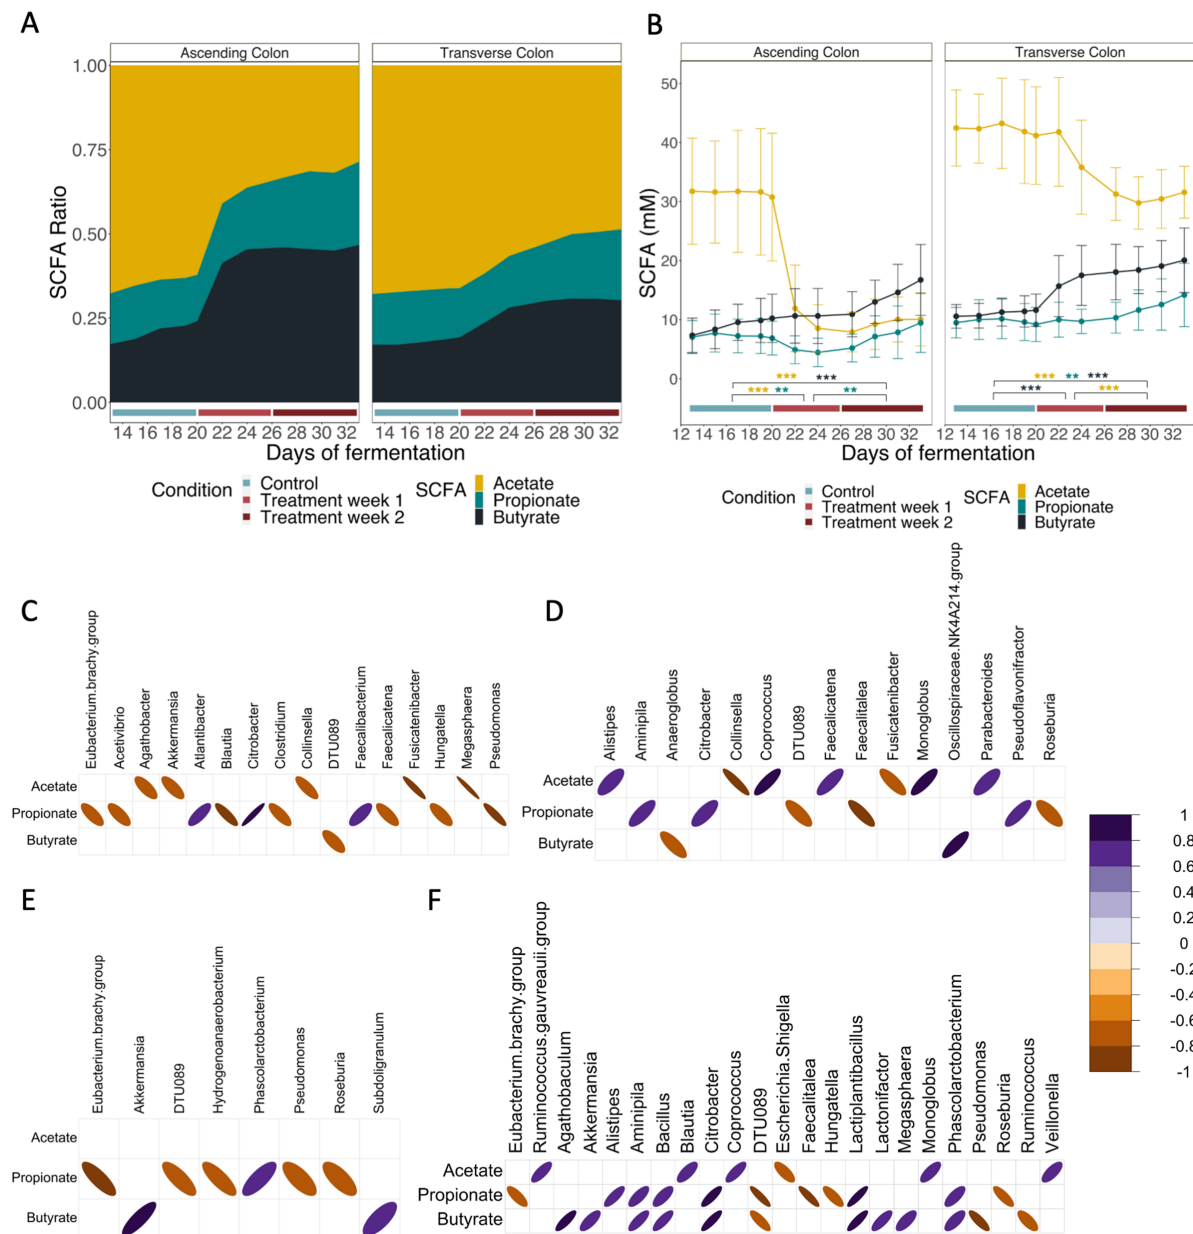 A
B
Ascending Colon
Transverse Colon
Ascending Colon
Transverse Colon
SCFA Ratio
1.00
0.75
0.50
0.25
0.00
14 16 18 20 22 24 26 28 30 32
14 16 18 20 22 24 26 28 30 32
Days of fermentation
Condition
Control
Treatment week 1
Treatment week 2
SCFA
Acetate
Propionate
Butyrate
SCFA (mM)
50
40
30
20
10
0
*** ***
*** ** **
*** ** ***
*** ***
12 14 16 18 20 22 24 26 28 30 32
12 14 16 18 20 22 24 26 28 30 32
Days of fermentation
Condition
Control
Treatment week 1
Treatment week 2
SCFA
Acetate
Propionate
Butyrate
C
Eubacterium.brachy.group
Acetivibrio
Agathobacter
Akkermansia
Atlantibacter
Blautia
Citrobacter
Clostridium
Collinsella
DTU089
Faecalibacterium
Faecalicatena
Fusicatenibacter
Hungatella
Megasphaera
Pseudomonas
Acetate
Propionate
Butyrate
D
Alistipes
Aminipila
Anaeroglobus
Citrobacter
Collinsella
Coprococcus
DTU089
Faecalicatena
Faecalitalea
Fusicatenibacter
Monoglobus
Oscillospiraceae.NK4A214.group
Parabacteroides
Pseudoflavonifractor
Roseburia
Acetate
Propionate
Butyrate
E
Eubacterium.brachy.group
Akkermansia
DTU089
Hydrogenoanaerobacterium
Phascolarctobacterium
Pseudomonas
Roseburia
Subdoligranulum
Acetate
Propionate
Butyrate
F
Eubacterium.brachy.group
Ruminococcus.gauvreauii.group
Agathobaculum
Akkermansia
Alistipes
Aminipila
Bacillus
Blautia
Citrobacter
Coprococcus
DTU089
Escherichia.Shigella
Faecalitalea
Hungatella
Lactiplantibacillus
Lactonifactor
Megasphaera
Monoglobus
Phascolarctobacterium
Pseudomonas
Roseburia
Ruminococcus
Veillonella
Acetate
Propionate
Butyrate
1
0.8
0.6
0.4
0.2
0
-0.2
-0.4
-0.6
-0.8
-1